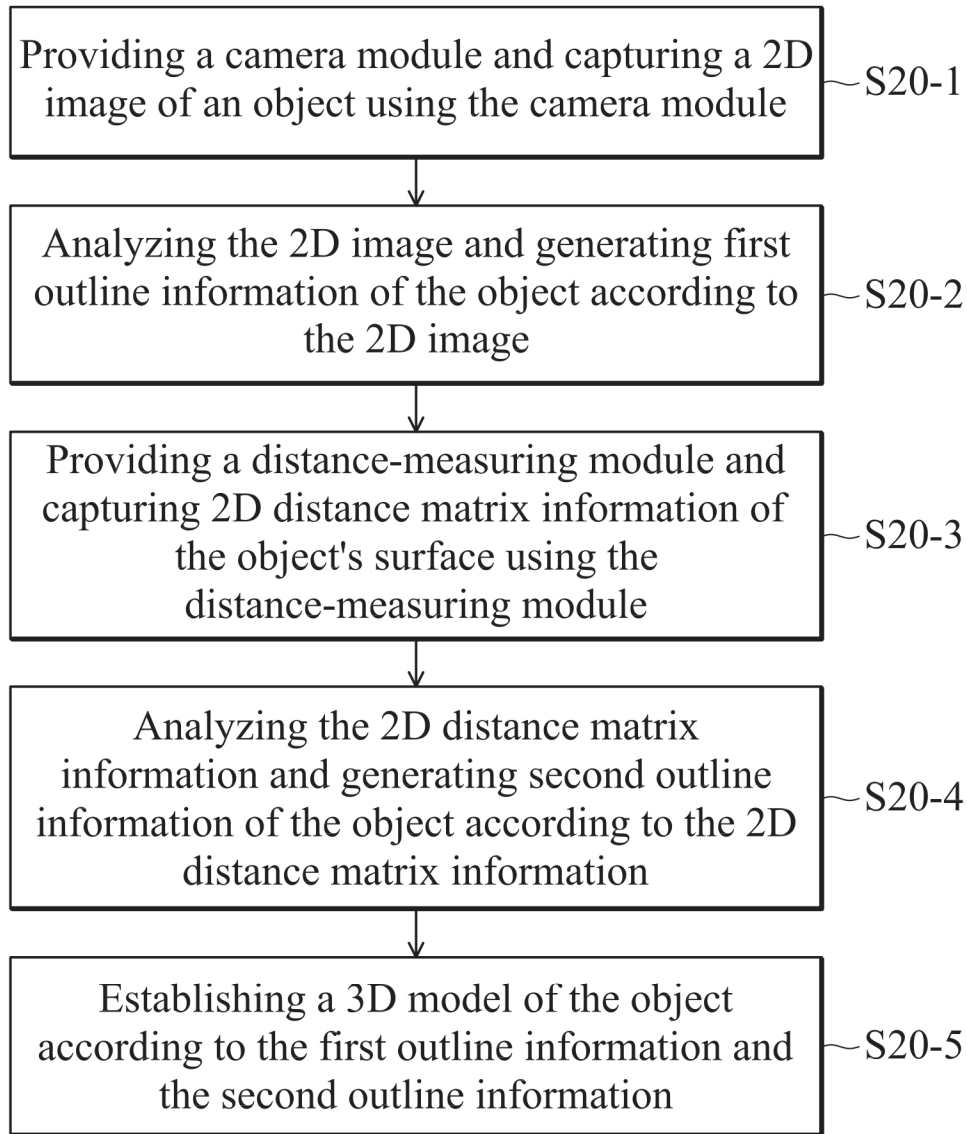 Providing a camera module and capturing a 2D
image of an object using the camera module
S20-1
Analyzing the 2D image and generating first
outline information of the object according to
the 2D image
S20-2
Providing a distance-measuring module and
capturing 2D distance matrix information of
the object's surface using the
distance-measuring module
S20-3
Analyzing the 2D distance matrix
information and generating second outline
information of the object according to the 2D
distance matrix information
S20-4
Establishing a 3D model of the object
according to the first outline information and
the second outline information
S20-5